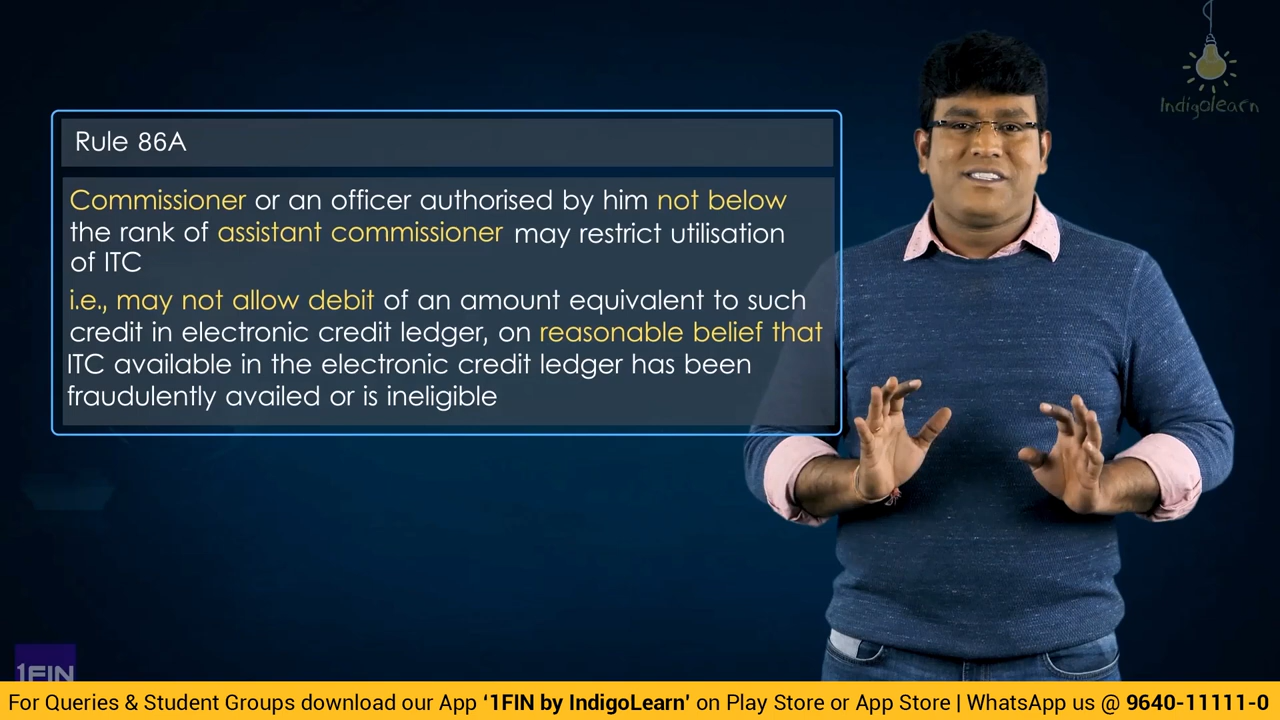 Indigolearn
Rule 86A
Commissioner or an officer authorised by him not below
the rank of assistant commissioner may restrict utilisation
of ITC
i.e., may not allow debit of an amount equivalent to such
credit in electronic credit ledger, on reasonable belief that
ITC available in the electronic credit ledger has been
fraudulently availed or is ineligible
1FIN
For Queries & Student Groups download our App ‘1FIN by IndigoLearn’ on Play Store or App Store | WhatsApp us @ 9640-11111-0